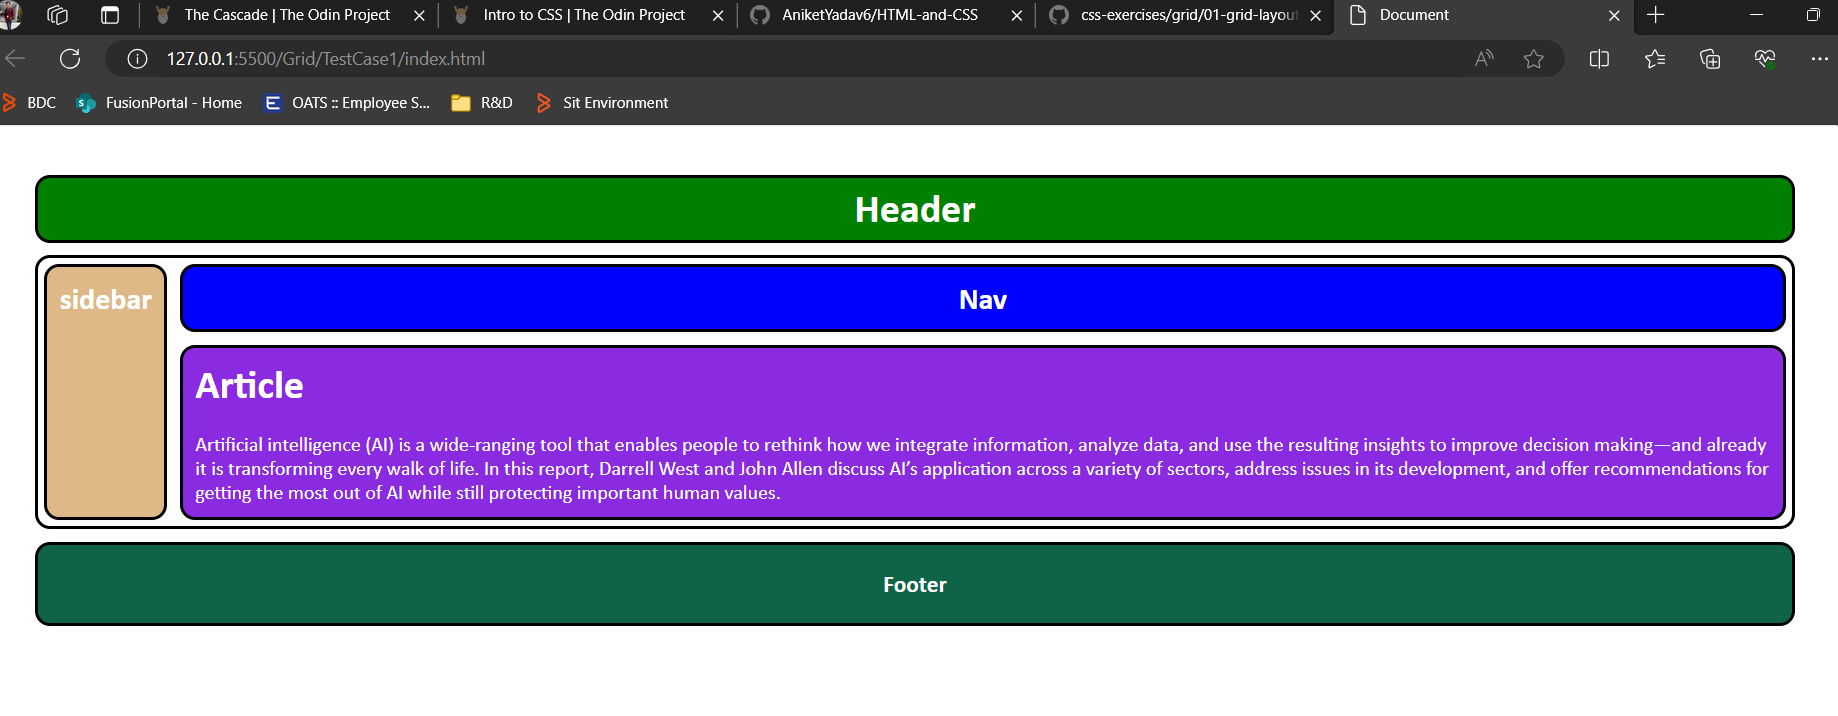 The Cascade | The Odin Project
Intro to CSS | The Odin Project
AniketYadav6/HTML-and-CSS
css-exercises/grid/01-grid-layout
Document
127.0.0.1:5500/Grid/TestCase1/index.html
BDC
FusionPortal - Home
OATS :: Employee S...
R&D
Sit Environment
Header
sidebar
Nav
Article
Artificial intelligence (AI) is a wide-ranging tool that enables people to rethink how we integrate information, analyze data, and use the resulting insights to improve decision making—and already
it is transforming every walk of life. In this report, Darrell West and John Allen discuss AI’s application across a variety of sectors, address issues in its development, and offer recommendations for
getting the most out of AI while still protecting important human values.
Footer